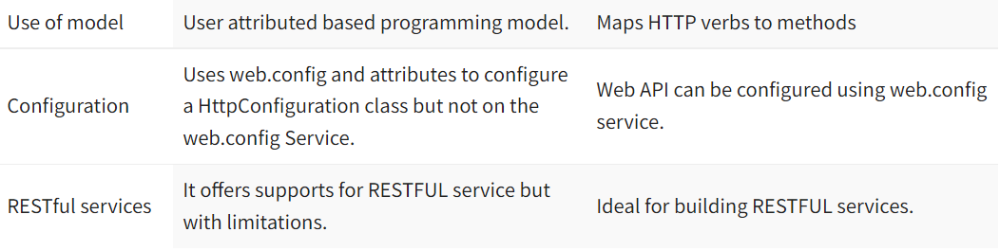 Use of model
User attributed based programming model.
Maps HTTP verbs to methods
Configuration
Uses web.config and attributes to configure
a HttpConfiguration class but not on the
web.config Service.
Web API can be configured using web.config
service.
RESTful services
It offers supports for RESTFUL service but
with limitations.
Ideal for building RESTFUL services.